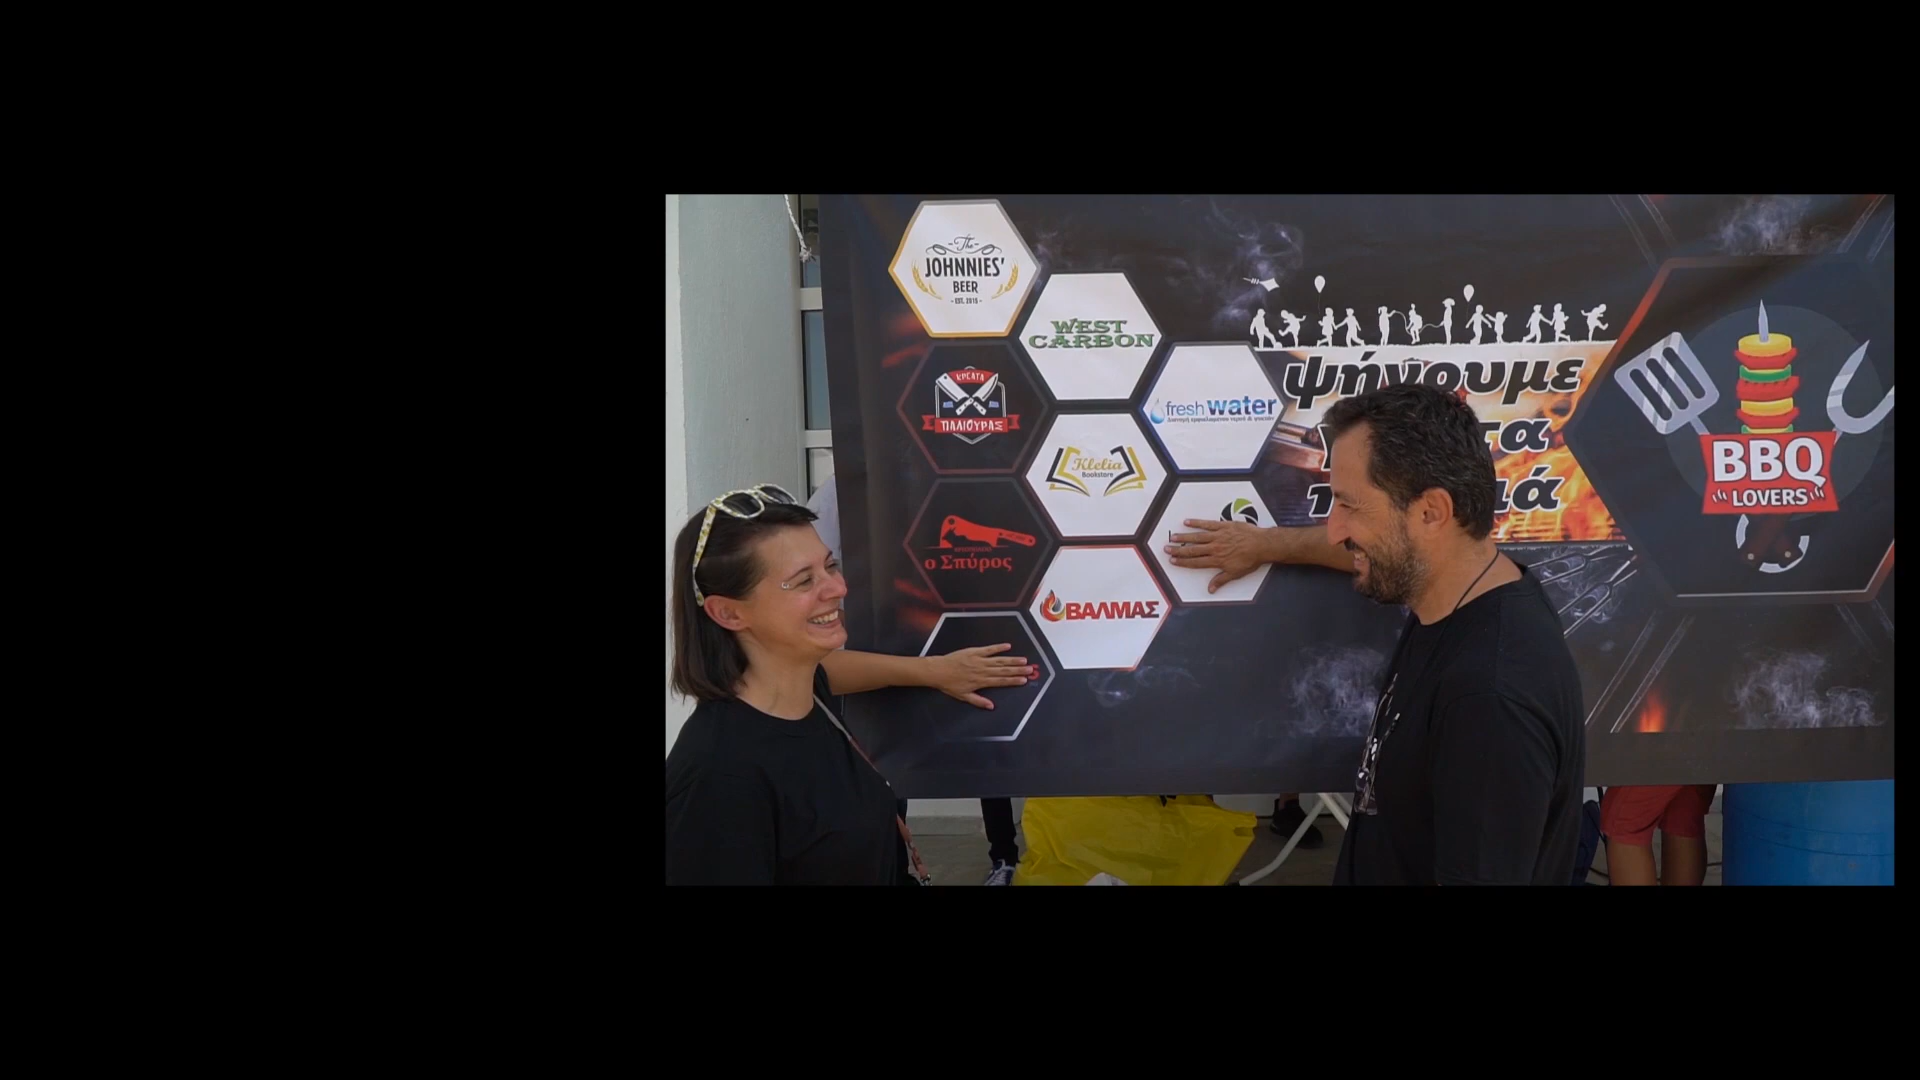 The
JOHNNIES'
BEER
- EST. 2015 -
WEST
CARBON
ΚΡΕΑΤΑ
ΠΑΛΙΟΥΡΑΣ
fresh water
Klelia
Bookstore
ο Σπύρος
ΒΑΛΜΑΣ
ψήνουμε
BBQ
LOVERS